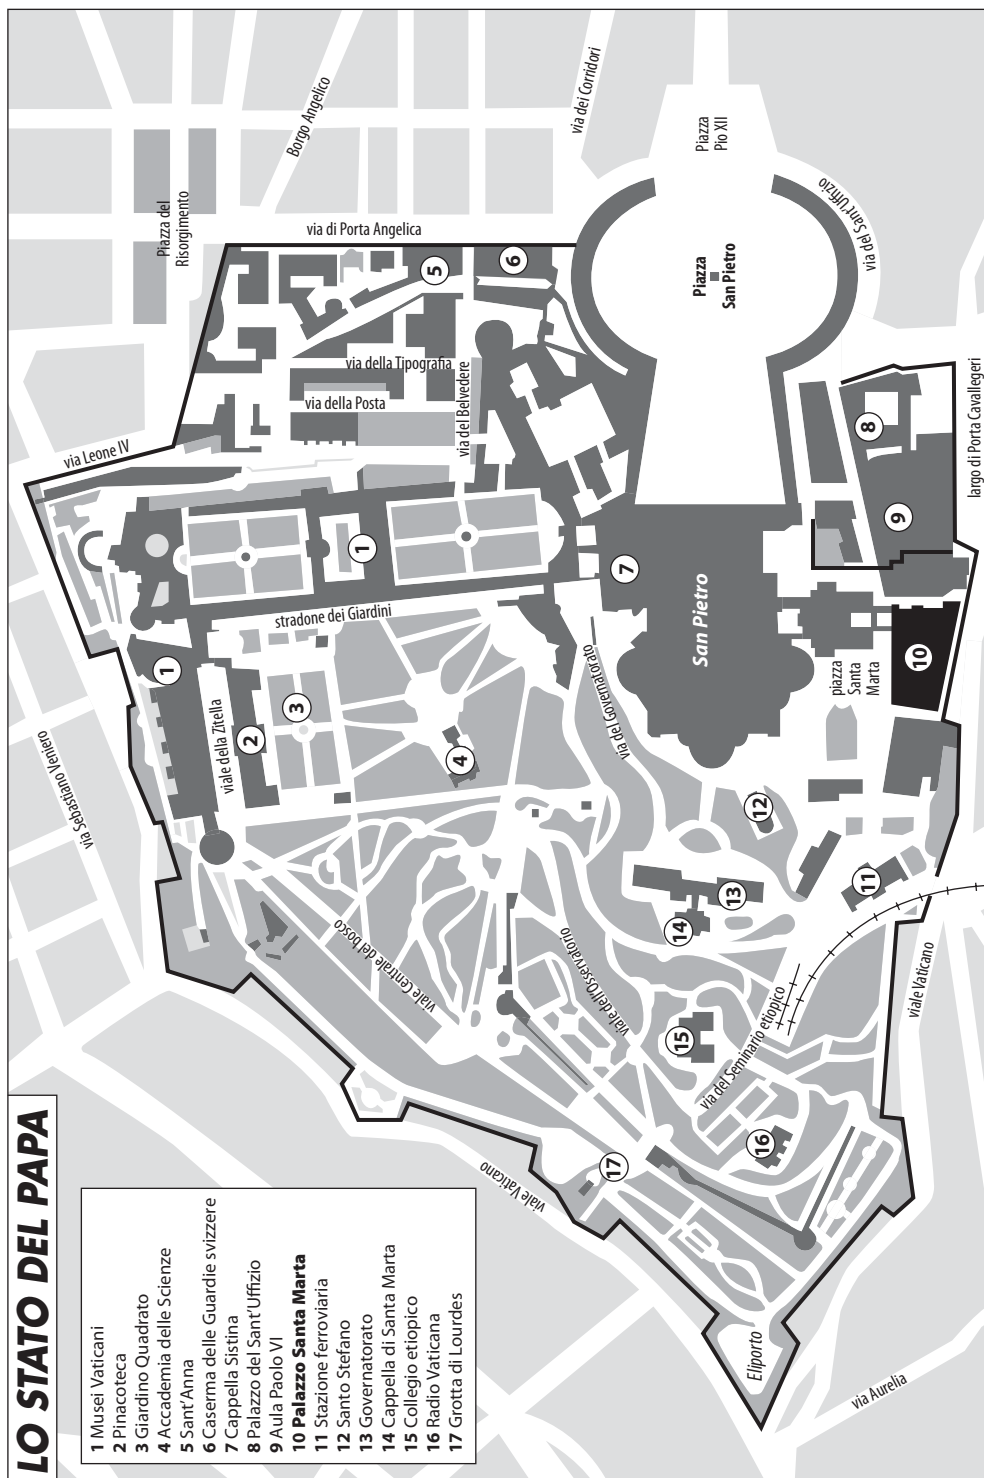 LO STATO DEL PAPA
1 Musei Vaticani
2 Pinacoteca
3 Giardino Quadrato
4 Accademia delle Scienze
5 Sant'Anna
6 Caserma delle Guardie svizzere
7 Cappella Sistina
8 Palazzo del Sant'Uffizio
9 Aula Paolo VI
10 Palazzo Santa Marta
11 Stazione ferroviaria
12 Santo Stefano
13 Governatorato
14 Cappella di Santa Marta
15 Collegio etiopico
16 Radio Vaticana
17 Grotta di Lourdes
via Sebastiano Veniero
via Leone IV
Piazza del
Risorgimento
Borgo Angelico
via dei Corridori
via di Porta Angelica
Piazza
Pio XII
Piazza
San Pietro
via del Sant'Uffizio
largo di Porta Cavallegeri
via della Tipografia
via della Posta
via del Belvedere
stradone dei Giardini
viale della Zitella
via del Governatorato
San Pietro
piazza
Santa
Marta
viale Centrale del bosco
viale dell'Osservatorio
via del Seminario etiopico
viale Vaticano
viale Vaticano
Eliporto
via Aurelia
1
1
2
3
4
5
6
7
8
9
10
11
12
13
14
15
16
17